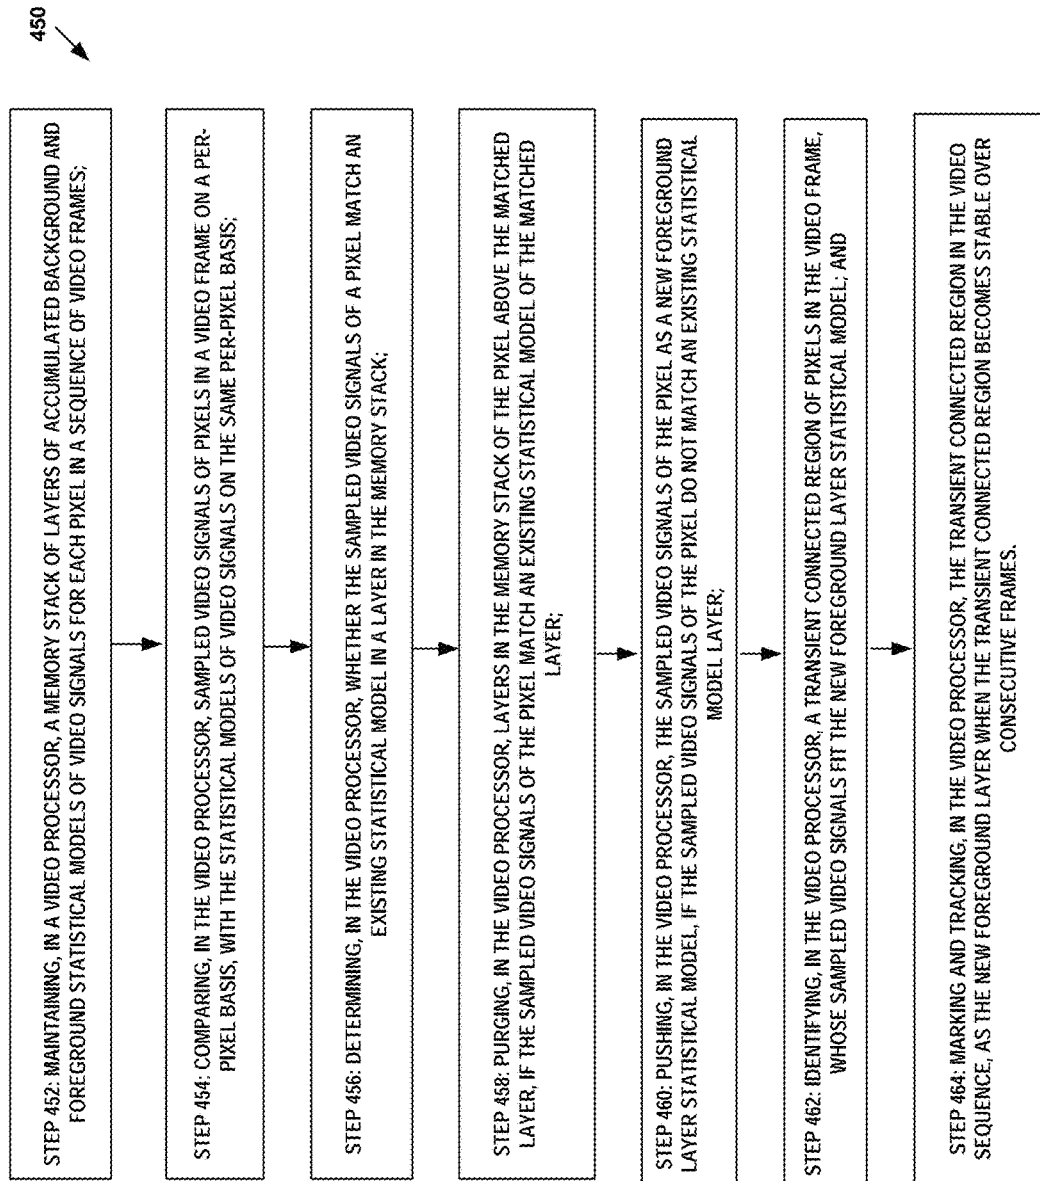 450
STEP 452: MAINTAINING, IN A VIDEO PROCESSOR, A MEMORY STACK OF LAYERS OF ACCUMULATED BACKGROUND AND
FOREGROUND STATISTICAL MODELS OF VIDEO SIGNALS FOR EACH PIXEL IN A SEQUENCE OF VIDEO FRAMES;
STEP 454: COMPARING, IN THE VIDEO PROCESSOR, SAMPLED VIDEO SIGNALS OF PIXELS IN A VIDEO FRAME ON A PER-
PIXEL BASIS, WITH THE STATISTICAL MODELS OF VIDEO SIGNALS ON THE SAME PER-PIXEL BASIS;
STEP 456: DETERMINING, IN THE VIDEO PROCESSOR, WHETHER THE SAMPLED VIDEO SIGNALS OF A PIXEL MATCH AN
EXISTING STATISTICAL MODEL IN A LAYER IN THE MEMORY STACK;
STEP 458: PURGING, IN THE VIDEO PROCESSOR, LAYERS IN THE MEMORY STACK OF THE PIXEL ABOVE THE MATCHED
LAYER, IF THE SAMPLED VIDEO SIGNALS OF THE PIXEL MATCH AN EXISTING STATISTICAL MODEL OF THE MATCHED
LAYER;
STEP 460: PUSHING, IN THE VIDEO PROCESSOR, THE SAMPLED VIDEO SIGNALS OF THE PIXEL AS A NEW FOREGROUND
LAYER STATISTICAL MODEL, IF THE SAMPLED VIDEO SIGNALS OF THE PIXEL DO NOT MATCH AN EXISTING STATISTICAL
MODEL LAYER;
STEP 462: IDENTIFYING, IN THE VIDEO PROCESSOR, A TRANSIENT CONNECTED REGION OF PIXELS IN THE VIDEO FRAME,
WHOSE SAMPLED VIDEO SIGNALS FIT THE NEW FOREGROUND LAYER STATISTICAL MODEL; AND
STEP 464: MARKING AND TRACKING, IN THE VIDEO PROCESSOR, THE TRANSIENT CONNECTED REGION IN THE VIDEO
SEQUENCE, AS THE NEW FOREGROUND LAYER WHEN THE TRANSIENT CONNECTED REGION BECOMES STABLE OVER
CONSECUTIVE FRAMES.